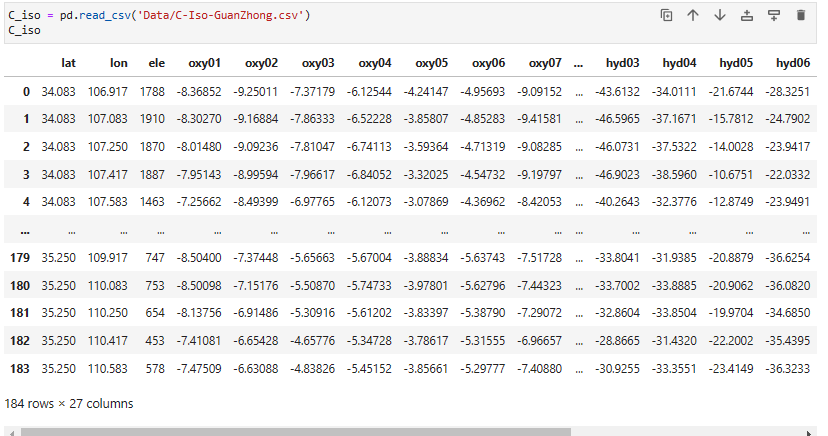 C_iso = pd.read_csv('Data/C-Iso-GuanZhong.csv')
C_iso
lat lon ele oxy01 oxy02 oxy03 oxy04 oxy05 oxy06 oxy07 ... hyd03 hyd04 hyd05 hyd06
0 34.083 106.917 1788 -8.36852 -9.25011 -7.37179 -6.12544 -4.24147 -4.95693 -9.09152 ... -43.6132 -34.0111 -21.6744 -28.3251
1 34.083 107.083 1910 -8.30270 -9.16884 -7.86333 -6.52228 -3.85807 -4.85283 -9.41581 ... -46.5965 -37.1671 -15.7812 -24.7902
2 34.083 107.250 1870 -8.01480 -9.09236 -7.81047 -6.74113 -3.59364 -4.71319 -9.08285 ... -46.0731 -37.5322 -14.0028 -23.9417
3 34.083 107.417 1887 -7.95143 -8.99594 -7.96617 -6.84052 -3.32025 -4.54732 -9.19797 ... -46.9023 -38.5960 -10.6751 -22.0332
4 34.083 107.583 1463 -7.25662 -8.49399 -6.97765 -6.12073 -3.07869 -4.36962 -8.42053 ... -40.2643 -32.3776 -12.8749 -23.9491
... ... ... ... ... ... ... ... ... ... ... ... ... ... ... ...
179 35.250 109.917 747 -8.50400 -7.37448 -5.65663 -5.67004 -3.88834 -5.63743 -7.51728 ... -33.8041 -31.9385 -20.8879 -36.6254
180 35.250 110.083 753 -8.50098 -7.15176 -5.50870 -5.74733 -3.97801 -5.62796 -7.44323 ... -33.7002 -33.8885 -20.9062 -36.0820
181 35.250 110.250 654 -8.13756 -6.91486 -5.30916 -5.61202 -3.83397 -5.38790 -7.29072 ... -32.8604 -33.8504 -19.9704 -34.6850
182 35.250 110.417 453 -7.41081 -6.65428 -4.65776 -5.34728 -3.78617 -5.31555 -6.96657 ... -28.8665 -31.4320 -22.2002 -35.4395
183 35.250 110.583 578 -7.47509 -6.63088 -4.83826 -5.45152 -3.85661 -5.29777 -7.40880 ... -30.9255 -33.3551 -23.4149 -36.3233
184 rows × 27 columns